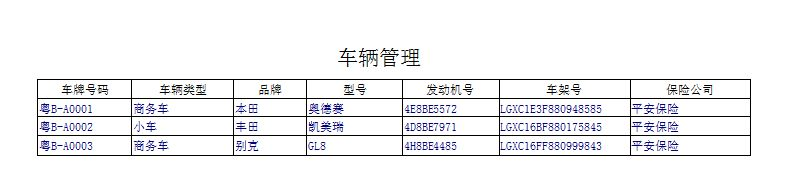 车辆管理
车牌号码 车辆类型 品牌 型号 发动机号 车架号 保险公司
粤B-A0001 商务车 本田 奥德赛 4E8BE5572 LGXC1E3F880948585 平安保险
粤B-A0002 小车 丰田 凯美瑞 4D8BE7971 LGXC16BF880175845 平安保险
粤B-A0003 商务车 别克 GL8 4H8BE4485 LGXC16FF880999843 平安保险